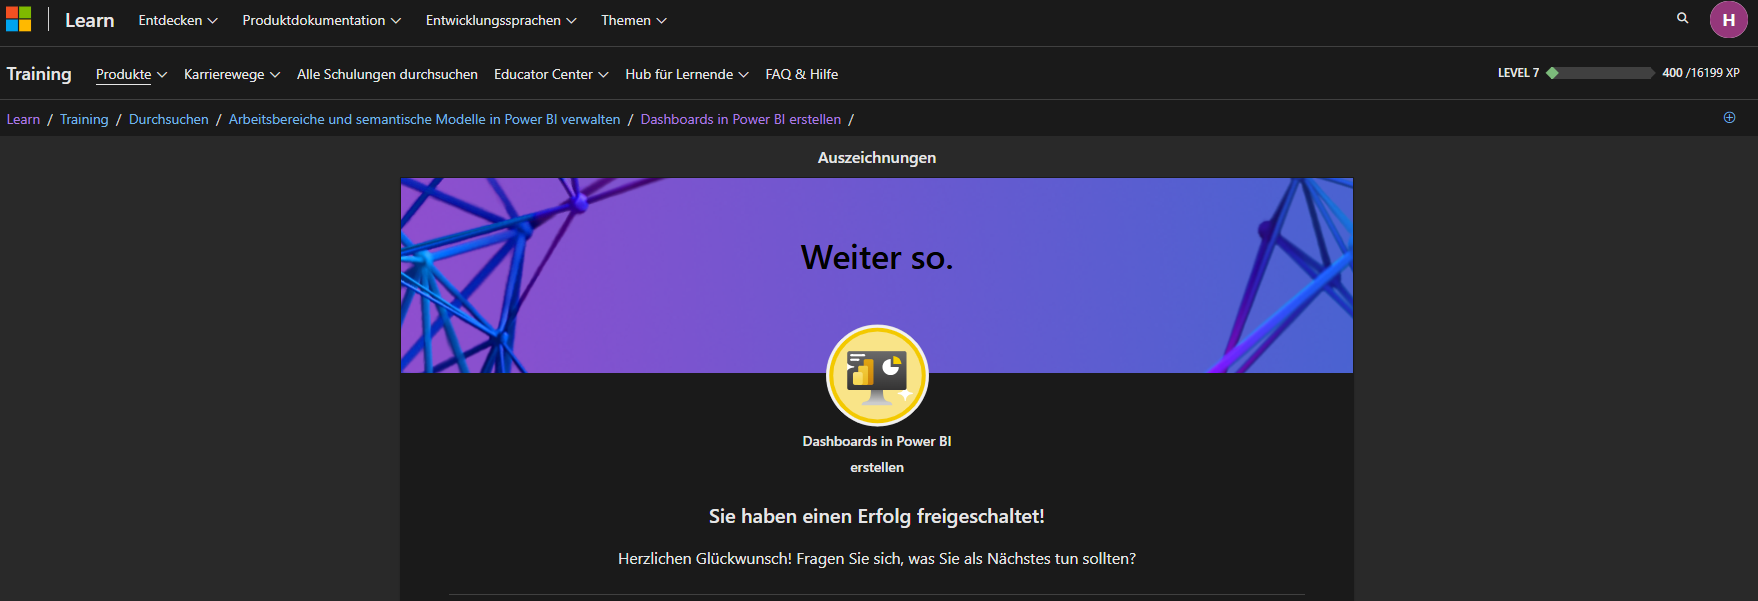 Learn Entdecken Produktdokumentation Entwicklungssprachen Themen H
Training Produkte Karrierewege Alle Schulungen durchsuchen Educator Center Hub für Lernende FAQ & Hilfe LEVEL 7 400 /16199 XP
Learn / Training / Durchsuchen / Arbeitsbereiche und semantische Modelle in Power BI verwalten / Dashboards in Power BI erstellen /
Auszeichnungen
Weiter so.
Dashboards in Power BI
erstellen
Sie haben einen Erfolg freigeschaltet!
Herzlichen Glückwunsch! Fragen Sie sich, was Sie als Nächstes tun sollten?